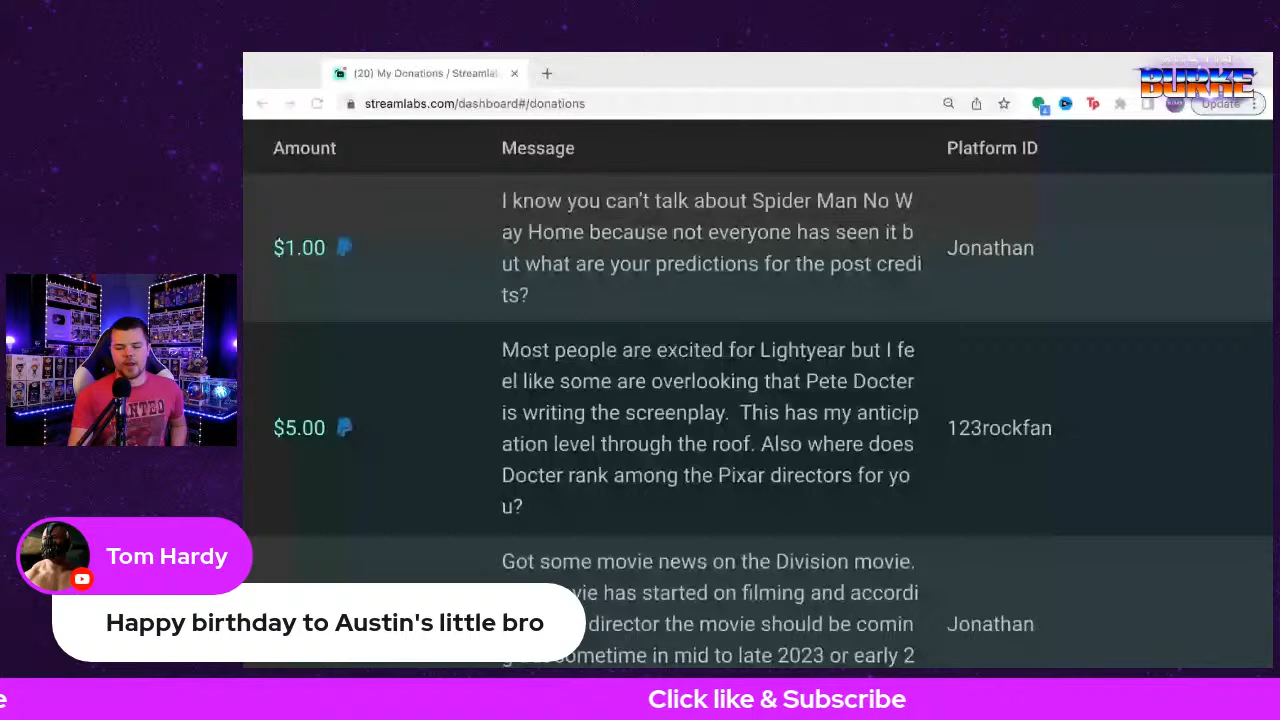 (20) My Donations / Streamla
BURKE
streamlabs.com/dashboard#/donations
Tp
Update
Amount
Message
Platform ID
$1.00
I know you can't talk about Spider Man No W
ay Home because not everyone has seen it b
ut what are your predictions for the post credi
ts?
Jonathan
$5.00
Most people are excited for Lightyear but I fe
el like some are overlooking that Pete Docter
is writing the screenplay. This has my anticip
ation level through the roof. Also where does
Docter rank among the Pixar directors for yo
u?
123rockfan
Got some movie news on the Division movie.
vie has started on filming and accordi
director the movie should be comin
sometime in mid to late 2023 or early 2
Jonathan
WANTED
Tom Hardy
Happy birthday to Austin's little bro
e
Click like & Subscribe